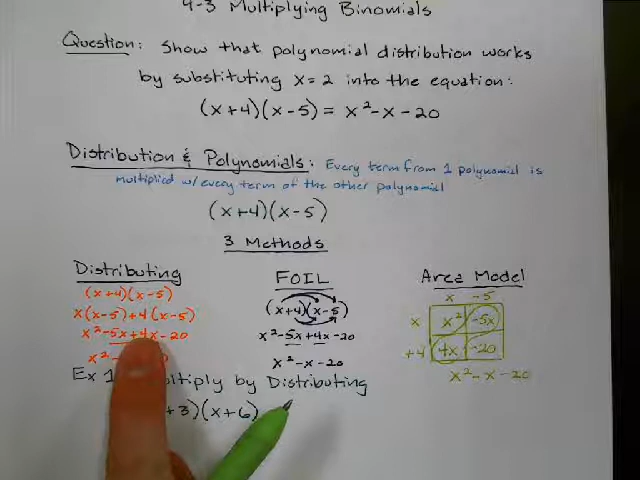 4-3 Multiplying Binomials
Question: Show that polynomial distribution works
by substituting x = 2 into the equation:
(x+4)(x-5) = x² - x - 20
Distribution & Polynomials: Every term from 1 polynomial is
multiplied w/every term of the other polynomial
(x+4)(x-5)
3 Methods
Distributing
(x+4)(x-5)
x(x-5)+4(x-5)
x²-5x+4x-20
x²-
FOIL
(x+4)(x-5)
x²-5x+4x-20
x²-x-20
Area Model
x -5
x x² -5x
+4 4x -20
x²-x-20
Ex 1 by Distributing
+3)(x+6)